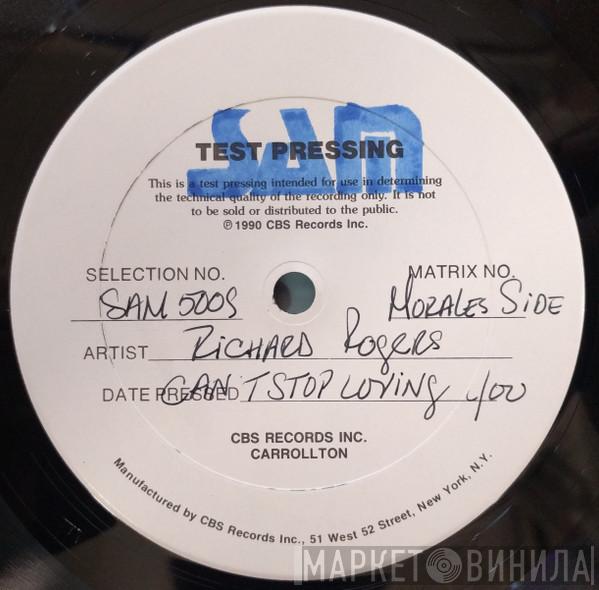 SAM
TEST PRESSING
This is a test pressing intended for use in determining
the technical quality of the recording only. It is not
to be sold or distributed to the public.
℗ 1990 CBS Records Inc.
SELECTION NO. MATRIX NO.
SAM 5009 MORALES SIDE
ARTIST RICHARD ROGERS
DATE PRESSED CAN'T STOP LOVING YOU
CBS RECORDS INC.
CARROLLTON
Manufactured by CBS Records Inc., 51 West 52 Street, New York, N.Y.
МАРКЕТ ВИНИЛА